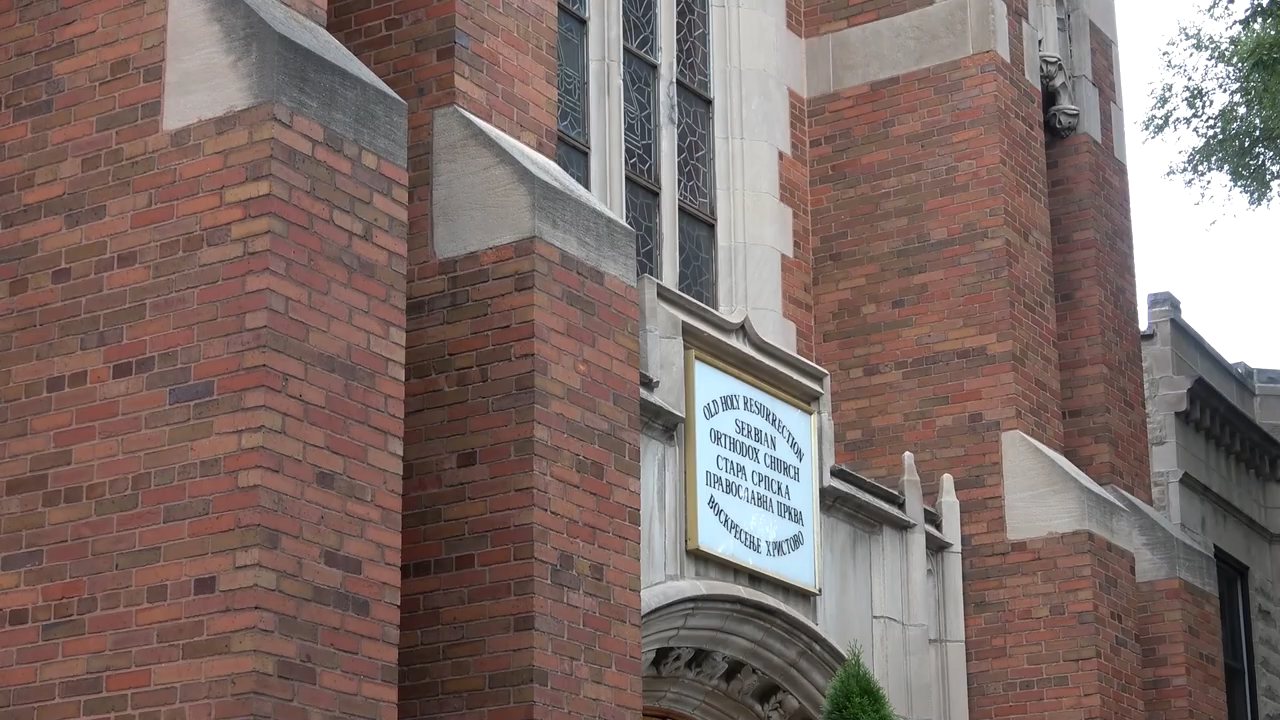 OLD HOLY RESURRECTION
SERBIAN
ORTHODOX CHURCH
СТАРА СРПСКА
ПРАВОСЛАВНА ЦРКВА
ВОСКРЕСЕЊЕ ХРИСТОВО